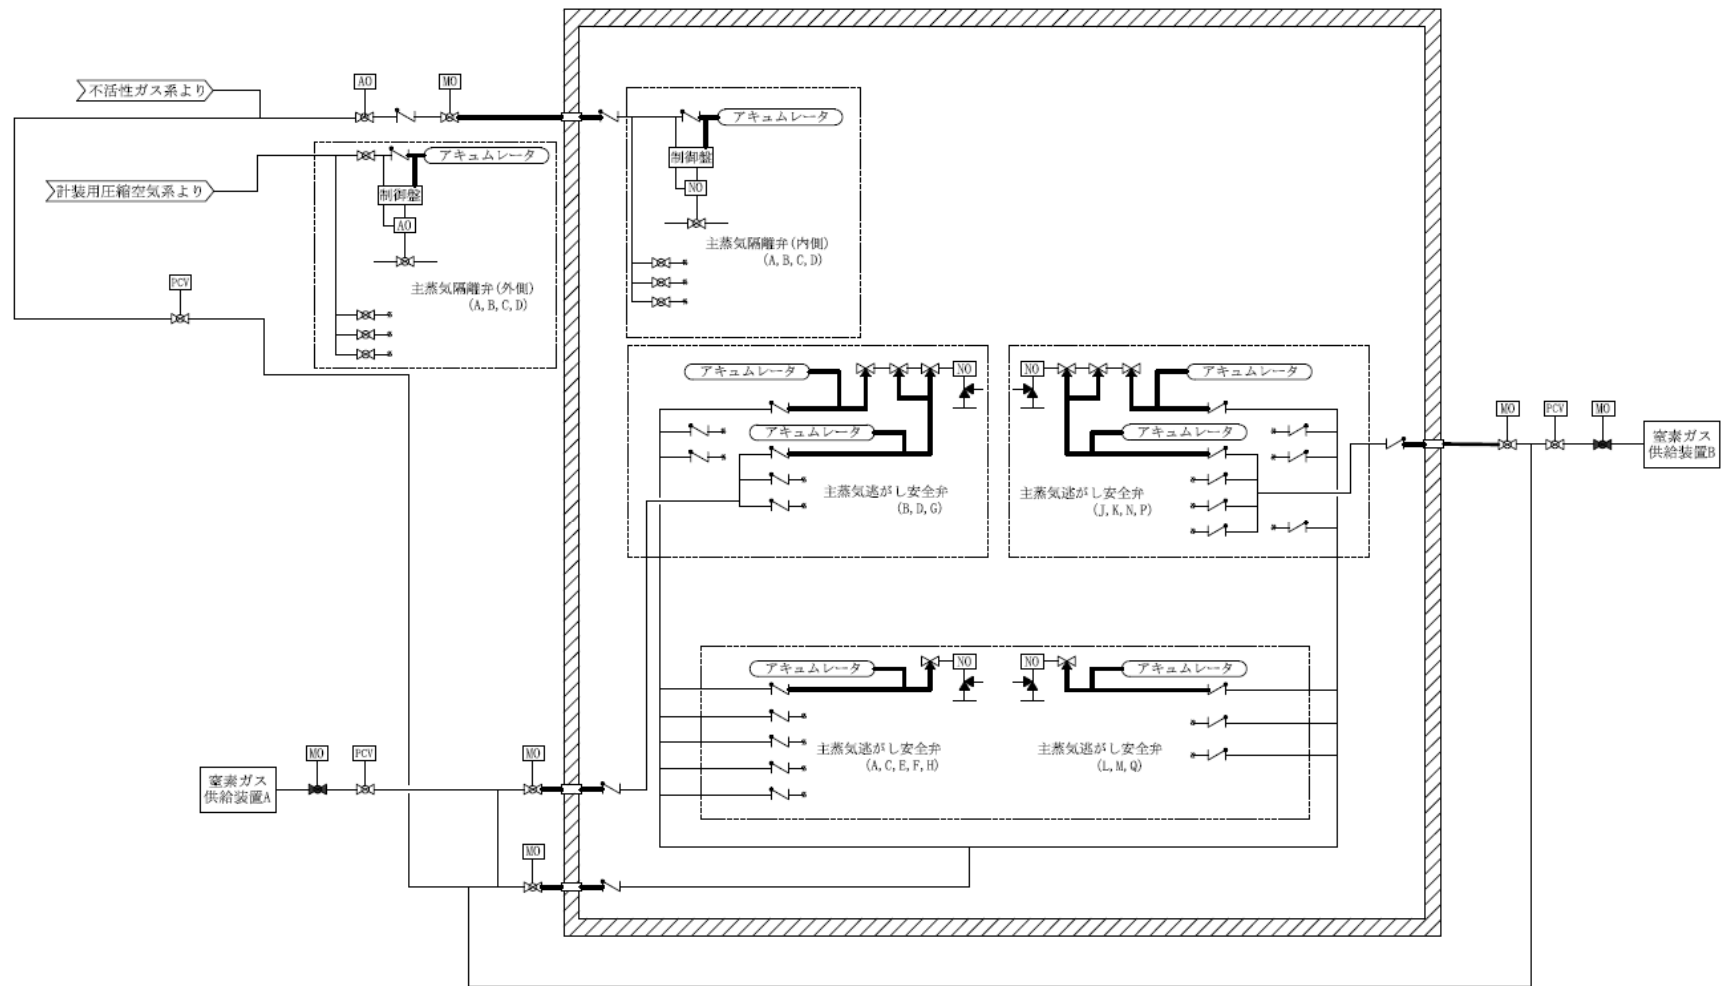 不活性ガス系より
AO
MO
アキュムレータ
制御盤
NO
主蒸気隔離弁(内側)
(A,B,C,D)
計装用圧縮空気系より
アキュムレータ
制御盤
AO
主蒸気隔離弁(外側)
(A,B,C,D)
PCV
アキュムレータ
NO
アキュムレータ
主蒸気逃がし安全弁
(B,D,G)
NO
アキュムレータ
アキュムレータ
主蒸気逃がし安全弁
(J,K,N,P)
MO
PCV
MO
窒素ガス
供給装置B
アキュムレータ
NO
主蒸気逃がし安全弁
(A,C,E,F,H)
NO
アキュムレータ
主蒸気逃がし安全弁
(L,M,Q)
窒素ガス
供給装置A
MO
PCV
MO
MO